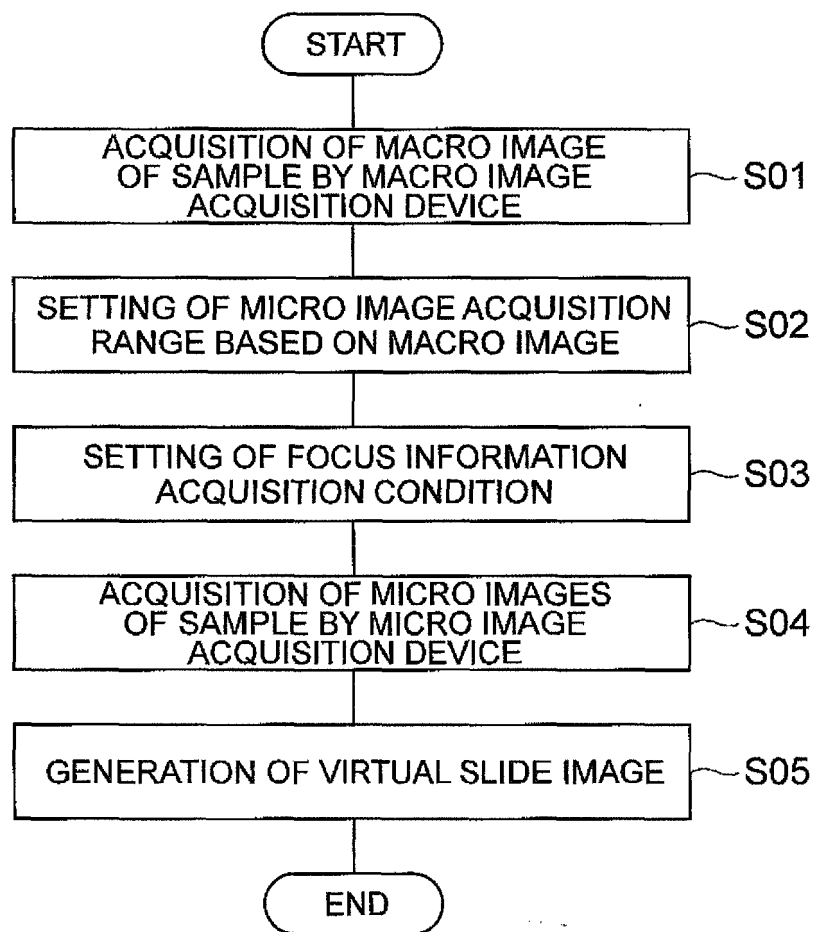 START
ACQUISITION OF MACRO IMAGE
OF SAMPLE BY MACRO IMAGE
ACQUISITION DEVICE
S01
SETTING OF MICRO IMAGE ACQUISITION
RANGE BASED ON MACRO IMAGE
S02
SETTING OF FOCUS INFORMATION
ACQUISITION CONDITION
S03
ACQUISITION OF MICRO IMAGES
OF SAMPLE BY MICRO IMAGE
ACQUISITION DEVICE
S04
GENERATION OF VIRTUAL SLIDE IMAGE
S05
END